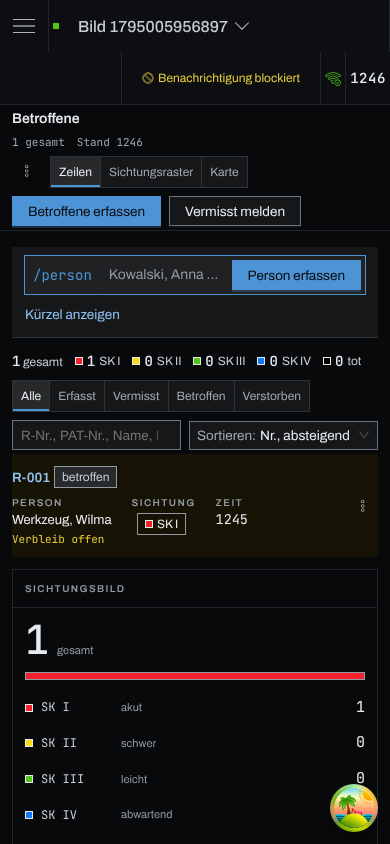 Bild 1795005956897
Benachrichtigung blockiert
1246
Betroffene
1 gesamt Stand 1246
Zeilen Sichtungsraster Karte
Betroffene erfassen Vermisst melden
/person Kowalski, Anna ... Person erfassen
Kürzel anzeigen
1 gesamt 1 SK I 0 SK II 0 SK III 0 SK IV 0 tot
Alle Erfasst Vermisst Betroffen Verstorben
R-Nr., PAT-Nr., Name, Sortieren: Nr., absteigend
R-001 betroffen
PERSON SICHTUNG ZEIT
Werkzeug, Wilma SK I 1245
Verbleib offen
SICHTUNGSBILD
1 gesamt
SK I akut 1
SK II schwer 0
SK III leicht 0
SK IV abwartend